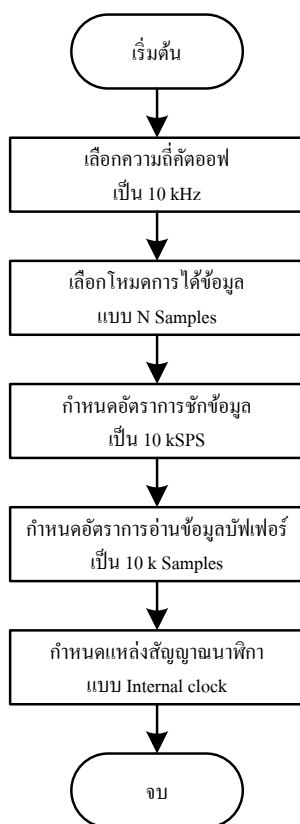 เริ่มต้น
เลือกความถี่คัตออฟ
เป็น 10 kHz
เลือกโหมดการได้ข้อมูล
แบบ N Samples
กำหนดอัตราการชักข้อมูล
เป็น 10 kSPS
กำหนดอัตราการอ่านข้อมูลบัฟเฟอร์
เป็น 10 k Samples
กำหนดแหล่งสัญญาณนาฬิกา
แบบ Internal clock
จบ